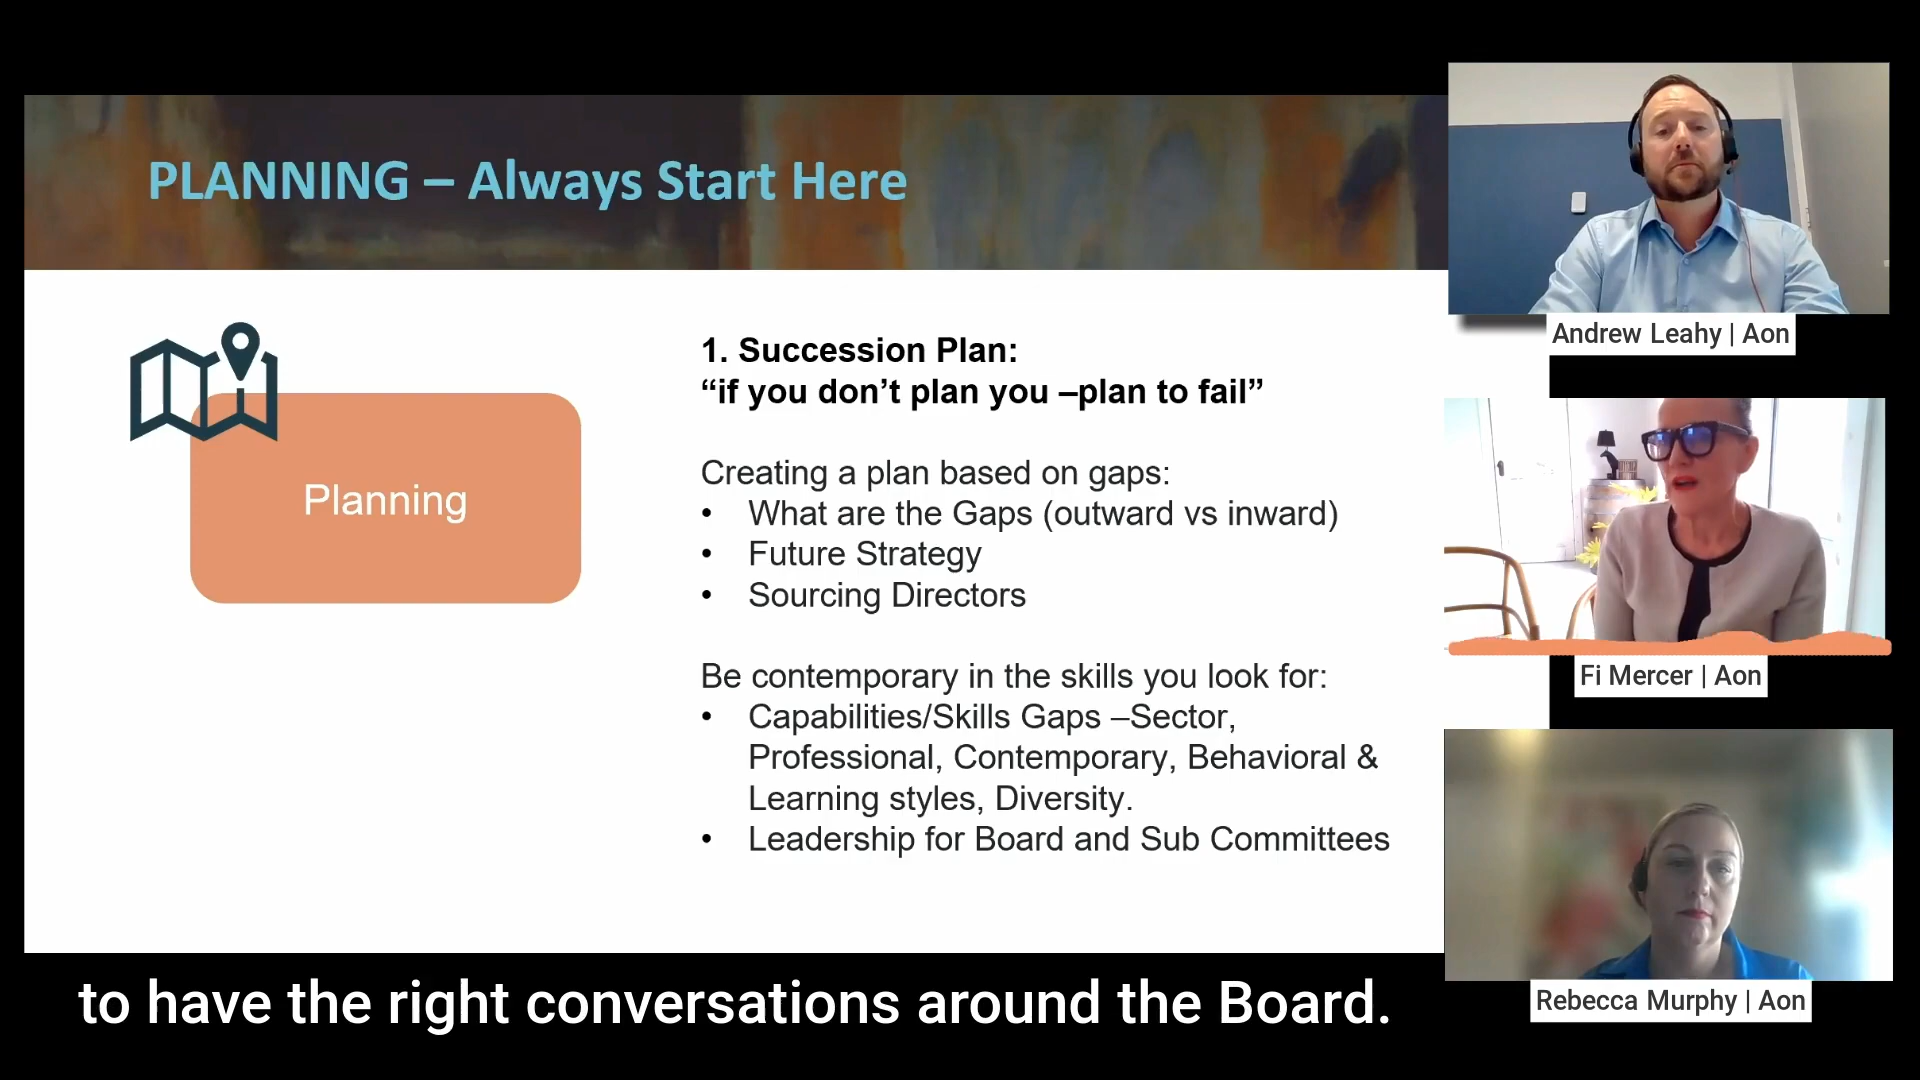 PLANNING – Always Start Here
Planning
1. Succession Plan:
“if you don’t plan you –plan to fail”
Creating a plan based on gaps:
• What are the Gaps (outward vs inward)
• Future Strategy
• Sourcing Directors
Be contemporary in the skills you look for:
• Capabilities/Skills Gaps –Sector,
Professional, Contemporary, Behavioral &
Learning styles, Diversity.
• Leadership for Board and Sub Committees
Andrew Leahy | Aon
Fi Mercer | Aon
Rebecca Murphy | Aon
to have the right conversations around the Board.